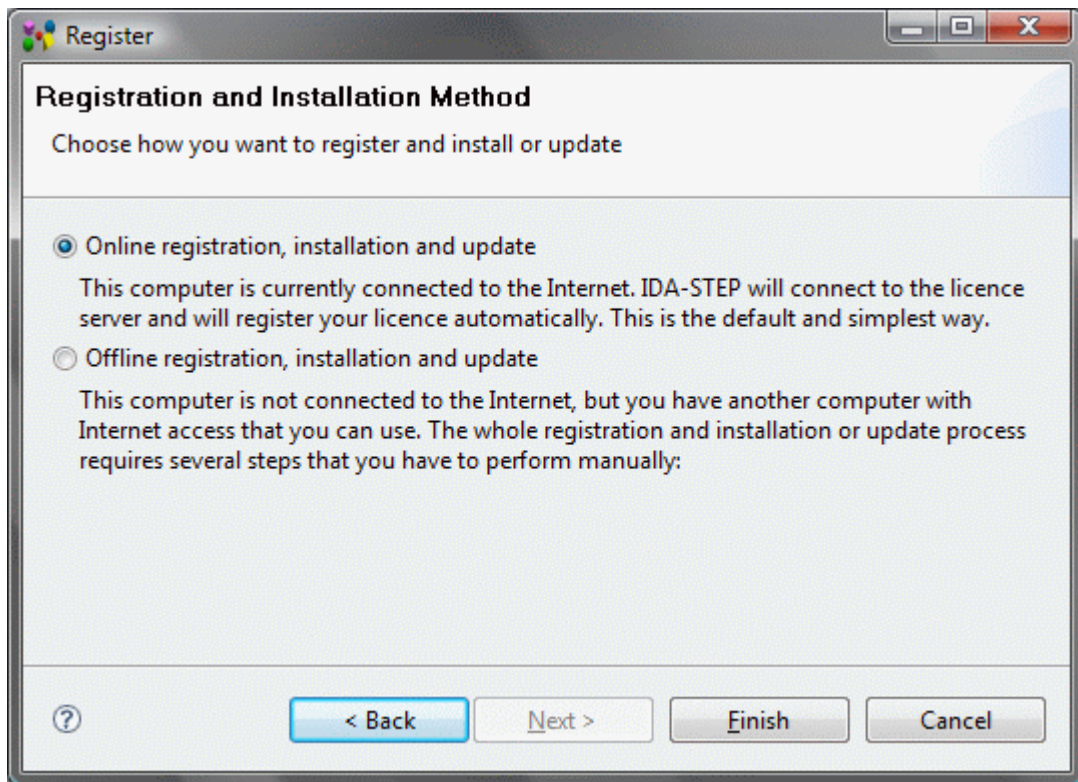 Register
Registration and Installation Method
Choose how you want to register and install or update
Online registration, installation and update
This computer is currently connected to the Internet. IDA-STEP will connect to the licence
server and will register your licence automatically. This is the default and simplest way.
Offline registration, installation and update
This computer is not connected to the Internet, but you have another computer with
Internet access that you can use. The whole registration and installation or update process
requires several steps that you have to perform manually:
?
< Back
Next >
Finish
Cancel